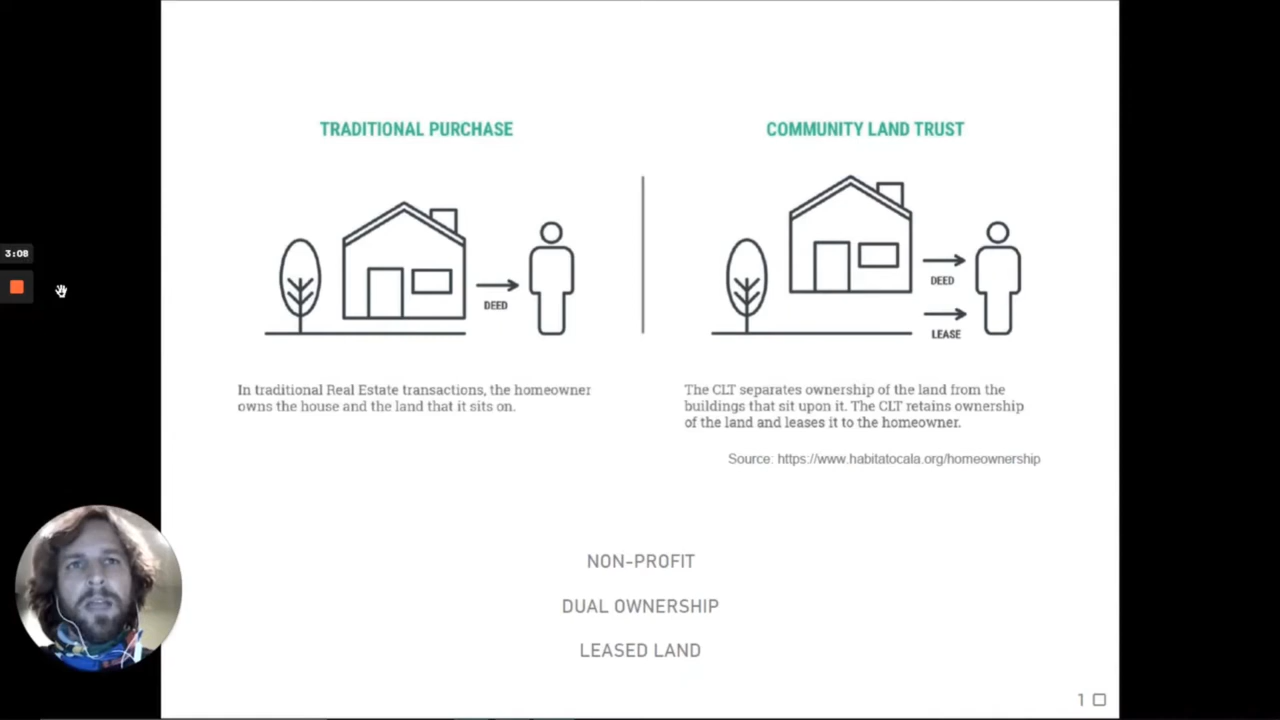 TRADITIONAL PURCHASE
COMMUNITY LAND TRUST
3:08
DEED
DEED
LEASE
In traditional Real Estate transactions, the homeowner
owns the house and the land that it sits on.
The CLT separates ownership of the land from the
buildings that sit upon it. The CLT retains ownership
of the land and leases it to the homeowner.
Source: https://www.habitatocala.org/homeownership
NON-PROFIT
DUAL OWNERSHIP
LEASED LAND
1